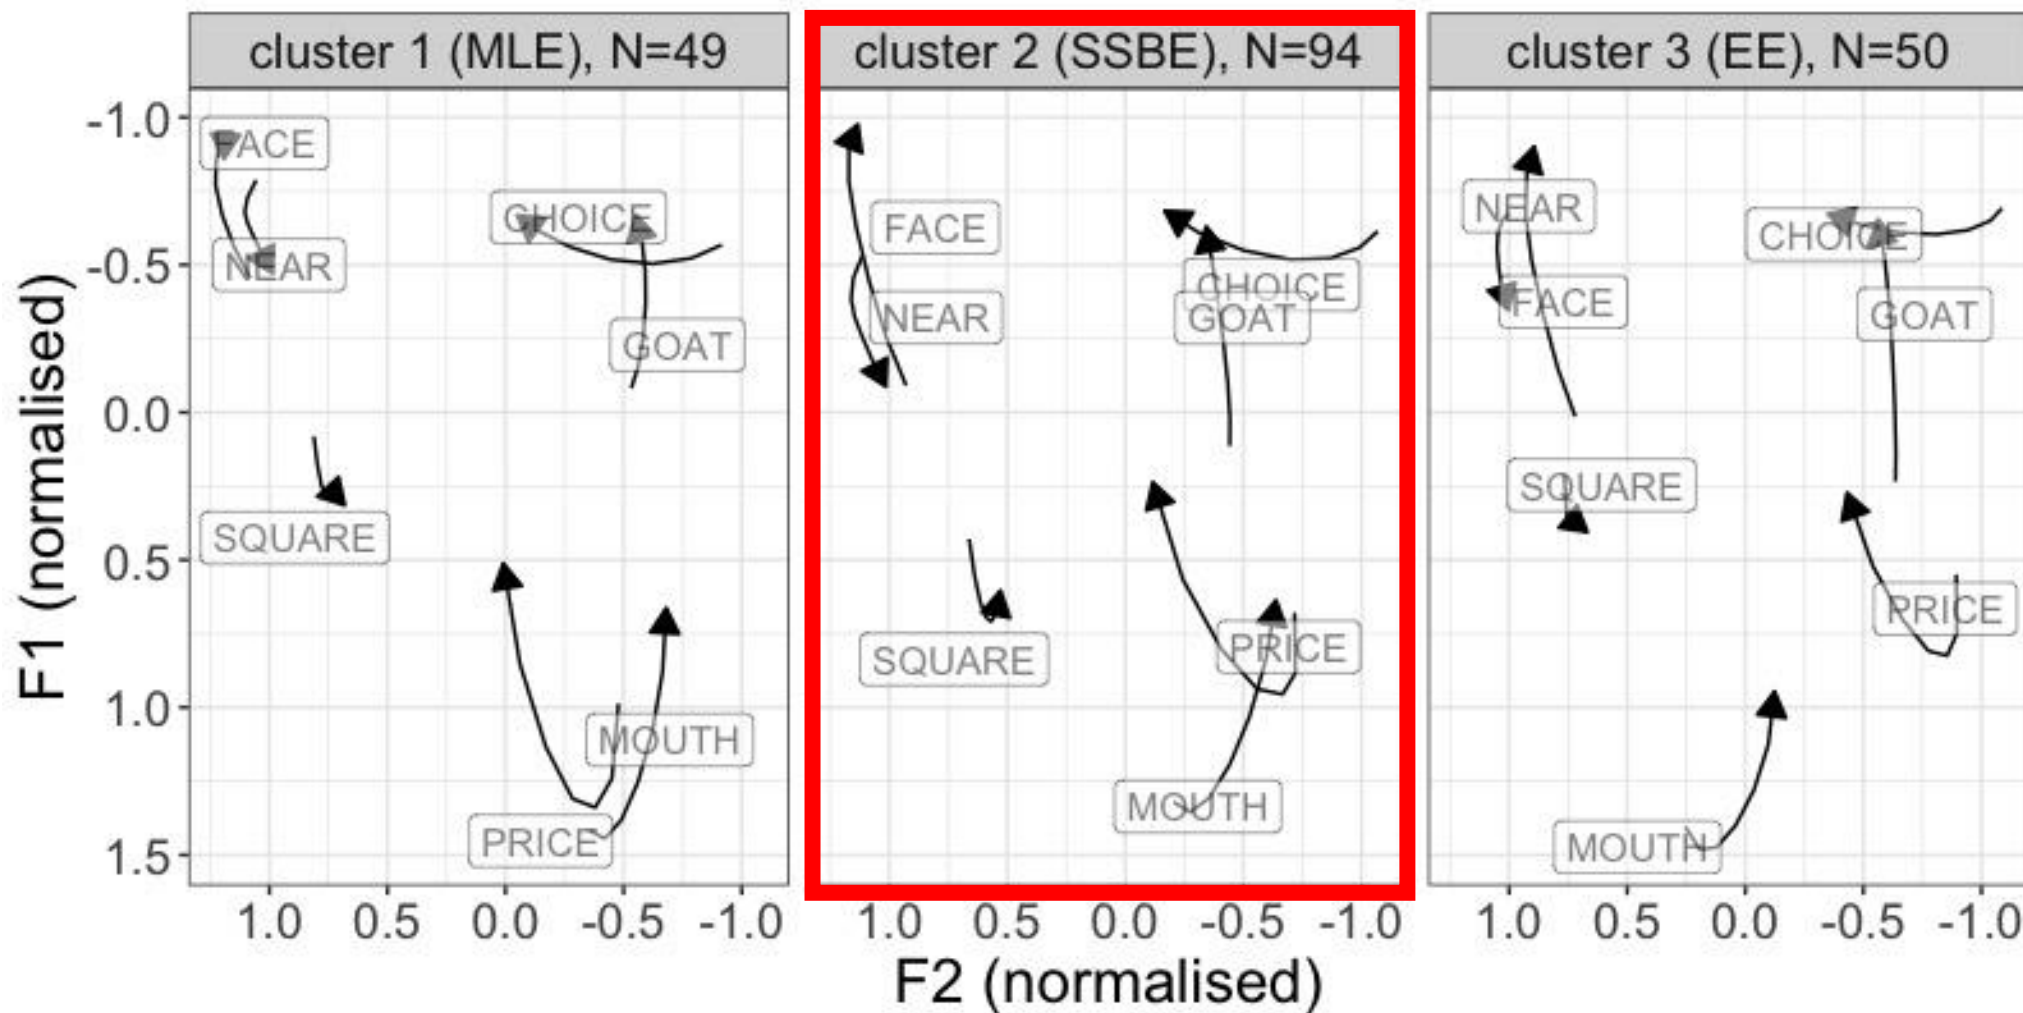 cluster 1 (MLE), N=49
cluster 2 (SSBE), N=94
cluster 3 (EE), N=50
F1 (normalised)
-1.0
-0.5
0.0
0.5
1.0
1.5
FACE
NEAR
CHOICE
GOAT
SQUARE
MOUTH
PRICE
FACE
NEAR
CHOICE
GOAT
SQUARE
PRICE
MOUTH
NEAR
FACE
CHOICE
GOAT
SQUARE
PRICE
MOUTH
1.0 0.5 0.0 -0.5 -1.0
1.0 0.5 0.0 -0.5 -1.0
1.0 0.5 0.0 -0.5 -1.0
F2 (normalised)